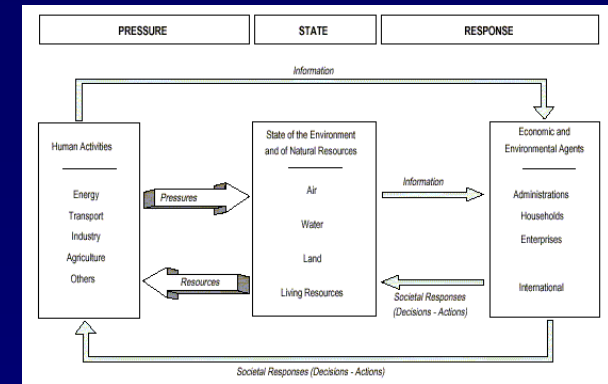 PRESSURE
STATE
RESPONSE
Information
Human Activities
Energy
Transport
Industry
Agriculture
Others
Pressures
Resources
State of the Environment
and of Natural Resources
Air
Water
Land
Living Resources
Information
Societal Responses
(Decisions - Actions)
Economic and
Environmental Agents
Administrations
Households
Enterprises
International
Societal Responses (Decisions - Actions)